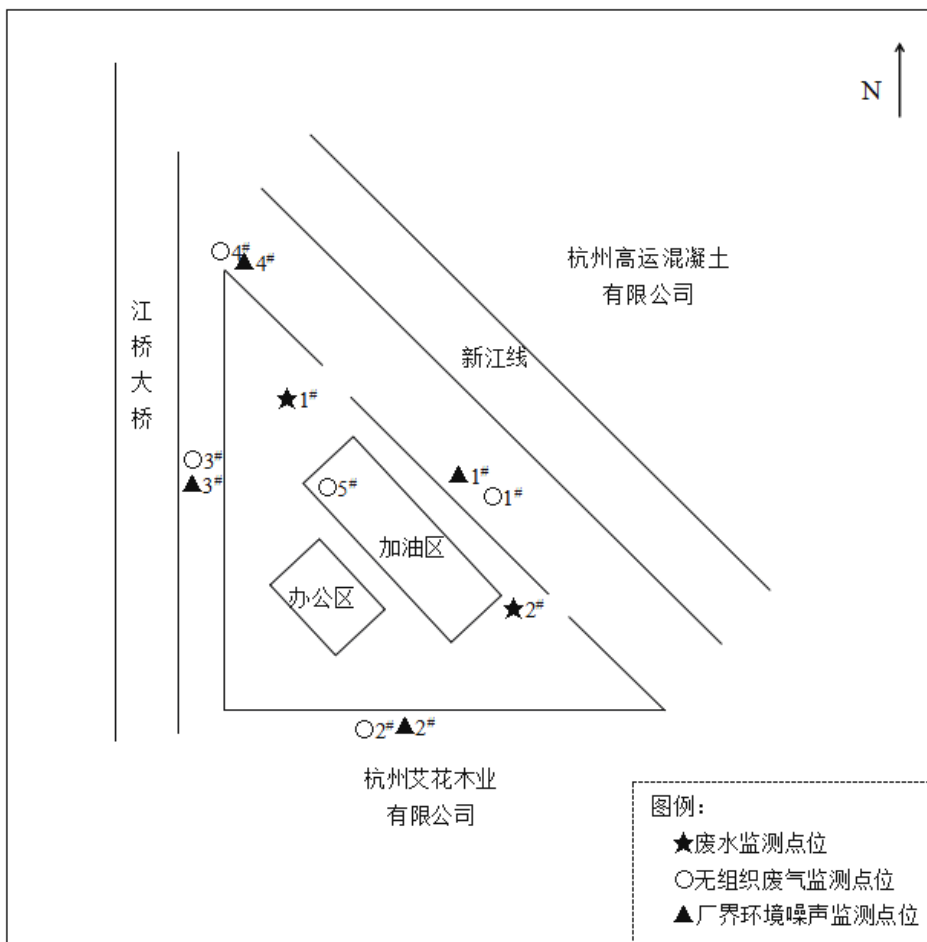 N
4#
4#
杭州高运混凝土
有限公司
江
桥
大
桥
新江线
1#
3#
3#
5#
1#
1#
加油区
办公区
2#
2#
2#
杭州艾花木业
有限公司
图例：
★废水监测点位
○无组织废气监测点位
▲厂界环境噪声监测点位